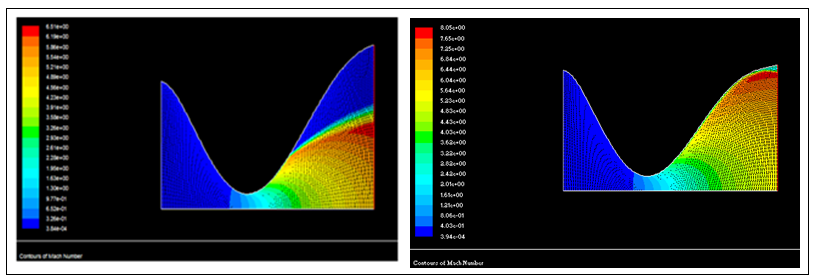 6.51e+00
6.19e+00
5.86e+00
5.54e+00
5.21e+00
4.89e+00
4.56e+00
4.23e+00
3.91e+00
3.58e+00
3.26e+00
2.93e+00
2.61e+00
2.28e+00
1.95e+00
1.63e+00
1.30e+00
9.77e-01
6.52e-01
3.26e-01
3.84e-04
Contours of Mach Number
8.05e+00
7.65e+00
7.25e+00
6.84e+00
6.44e+00
6.04e+00
5.64e+00
5.23e+00
4.83e+00
4.43e+00
4.03e+00
3.62e+00
3.22e+00
2.82e+00
2.42e+00
2.01e+00
1.61e+00
1.21e+00
8.06e-01
4.03e-01
3.94e-04
Contours of Mach Number